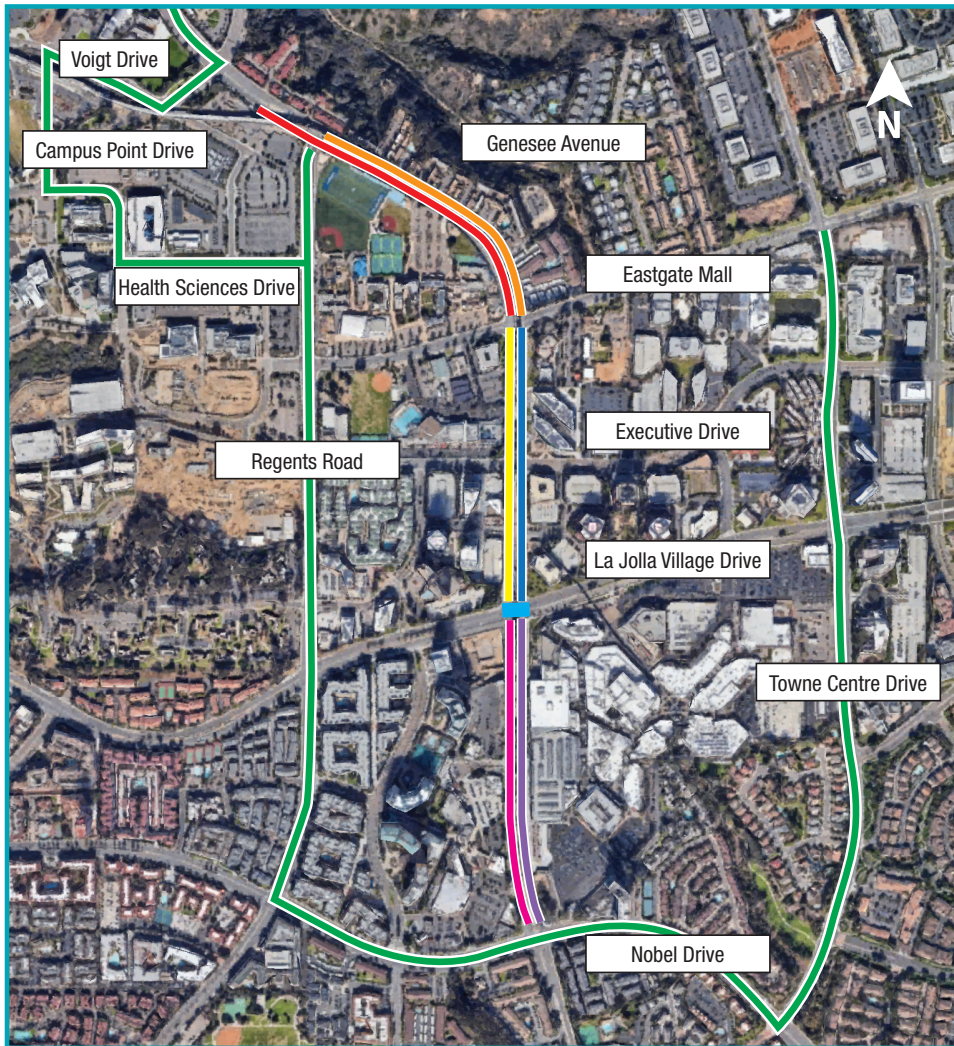 Voigt Drive
N
Campus Point Drive
Genesee Avenue
Eastgate Mall
Health Sciences Drive
Executive Drive
Regents Road
La Jolla Village Drive
Towne Centre Drive
Nobel Drive